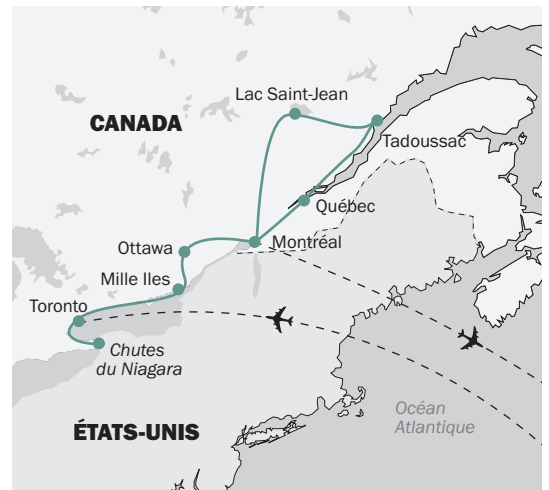 Lac Saint-Jean
CANADA
Tadoussac
Québec
Ottawa
Montréal
Mille Iles
Toronto
Chutes
du Niagara
Océan
Atlantique
ÉTATS-UNIS